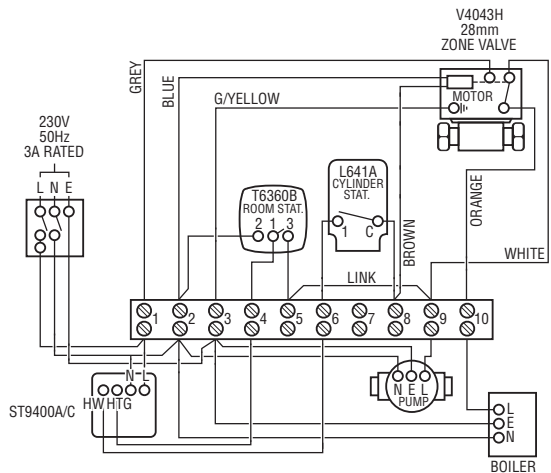 V4043H
28mm
ZONE VALVE
GREY
BLUE
G/YELLOW
MOTOR
230V
50Hz
3A RATED
L N E
L641A
CYLINDER
STAT.
1 C
T6360B
ROOM STAT.
2 1 3
BROWN
ORANGE
WHITE
LINK
1 2 3 4 5 6 7 8 9 10
N L
HW HTG
ST9400A/C
N E L
PUMP
L
E
N
BOILER